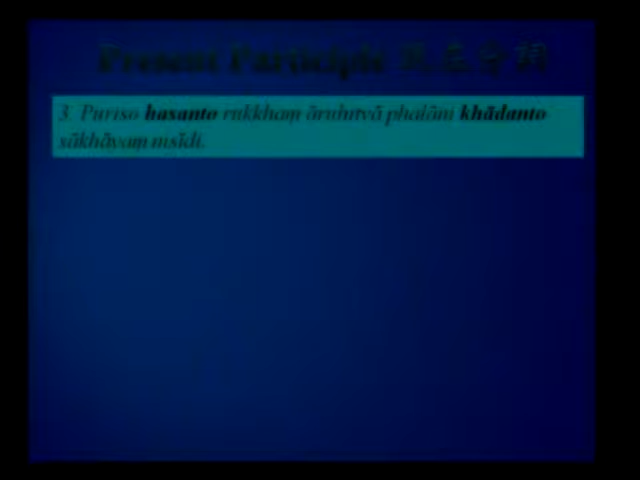 Present Participle 現在分詞
3. Puriso hasanto rukkhaṃ āruhitvā phalāni khādanto
sākhāyaṃ nisīdi.